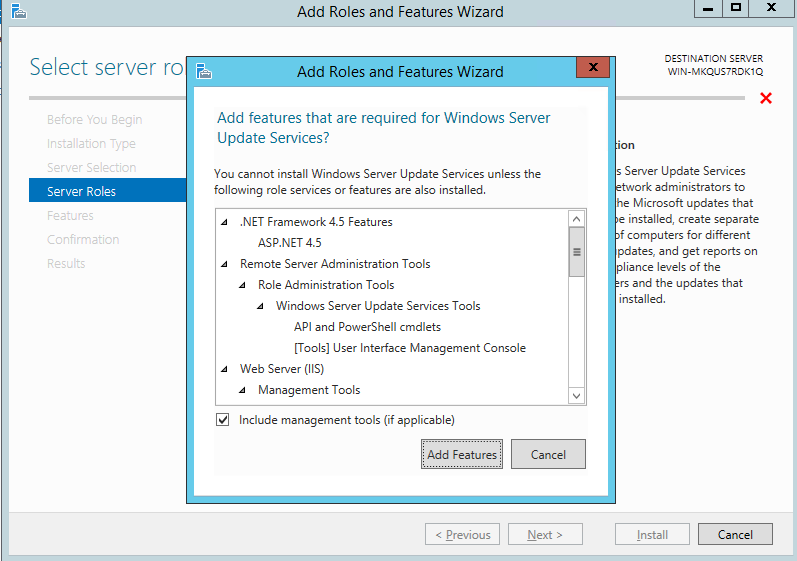 Add Roles and Features Wizard
Select server ro
DESTINATION SERVER
WIN-MKQUS7RDK1Q
Before You Begin
Installation Type
Server Selection
Server Roles
Features
Confirmation
Results
Add Roles and Features Wizard
Add features that are required for Windows Server
Update Services?
You cannot install Windows Server Update Services unless the
following role services or features are also installed.
.NET Framework 4.5 Features
ASP.NET 4.5
Remote Server Administration Tools
Role Administration Tools
Windows Server Update Services Tools
API and PowerShell cmdlets
[Tools] User Interface Management Console
Web Server (IIS)
Management Tools
Include management tools (if applicable)
Add Features
Cancel
tion
s Server Update Services
etwork administrators to
the Microsoft updates that
be installed, create separate
of computers for different
updates, and get reports on
pliance levels of the
ers and the updates that
installed.
< Previous
Next >
Install
Cancel